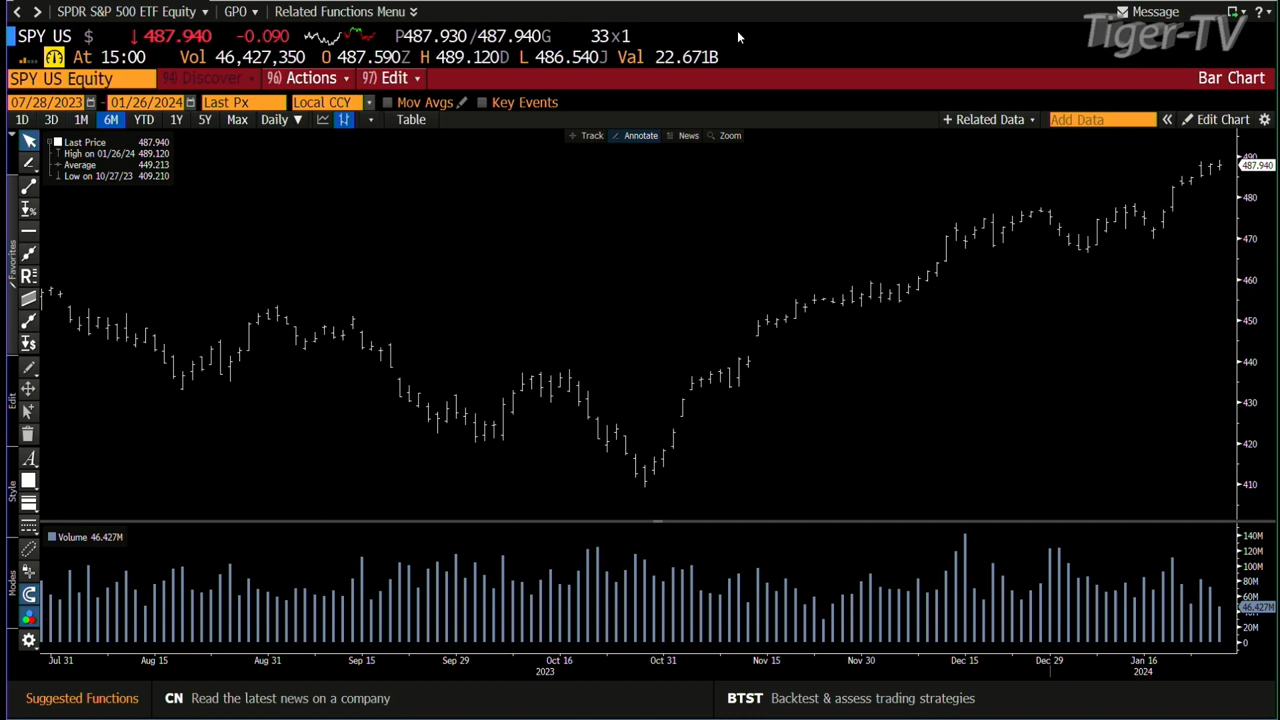 SPDR S&P 500 ETF Equity GPO Related Functions Menu Message ?
Tiger-TV
SPY US $ ↓487.940 -0.090 P487.930/487.940G 33x1
At 15:00 Vol 46,427,350 O 487.590Z H 489.120D L 486.540J Val 22.671B
SPY US Equity 94) Discover 96) Actions 97) Edit Bar Chart
07/28/2023 - 01/26/2024 Last Px Local CCY Mov Avgs Key Events
1D 3D 1M 6M YTD 1Y 5Y Max Daily Table + Related Data Add Data « Edit Chart
Track Annotate News Zoom
Last Price 487.940
High on 01/26/24 489.120
Average 449.213
Low on 10/27/23 409.210
490
487.940
480
470
460
450
440
430
420
410
Favorites
Edit
Style
Modes
Volume 46.427M
140M
120M
100M
80M
60M
46.427M
20M
0
Jul 31 Aug 15 Aug 31 Sep 15 Sep 29 Oct 16 Oct 31 Nov 15 Nov 30 Dec 15 Dec 29 Jan 16
2023 2024
Suggested Functions CN Read the latest news on a company BTST Backtest & assess trading strategies